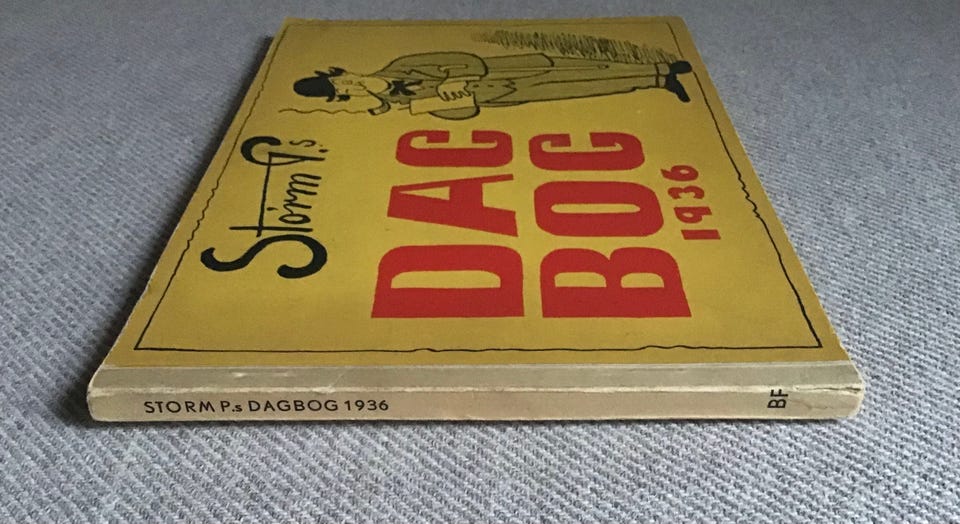 Storm P.s
DAG
BOG
1936
STORM P.s DAGBOG 1936
BF